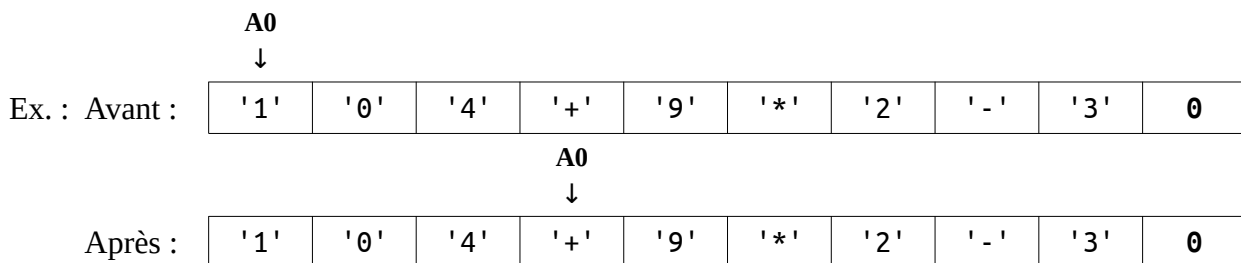 A0
↓
Ex. : Avant : '1' '0' '4' '+' '9' '*' '2' '-' '3' 0
A0
↓
Après : '1' '0' '4' '+' '9' '*' '2' '-' '3' 0